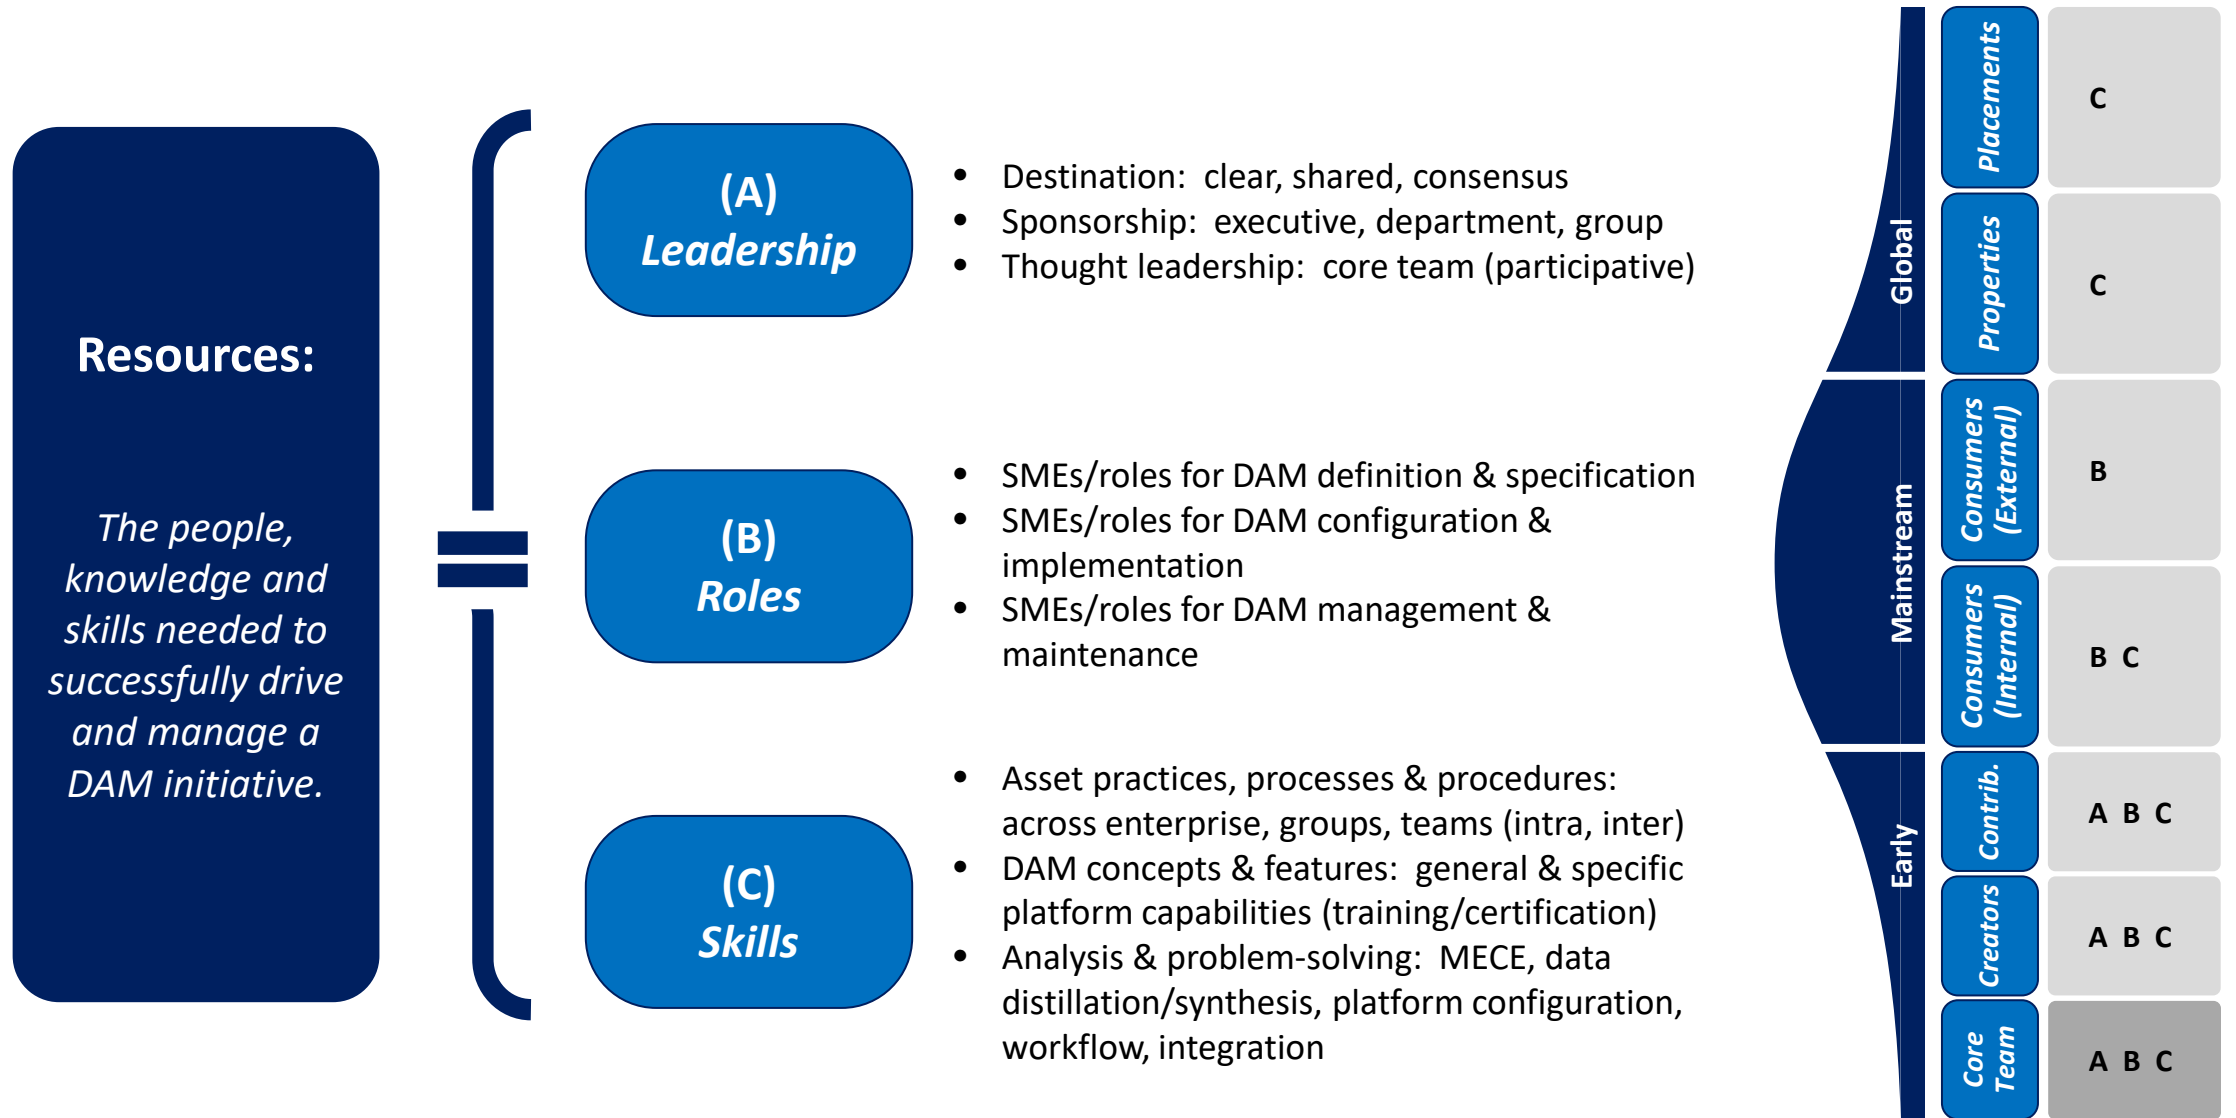 Resources:
The people,
knowledge and
skills needed to
successfully drive
and manage a
DAM initiative.
(A)
Leadership
• Destination:  clear, shared, consensus
• Sponsorship:  executive, department, group
• Thought leadership:  core team (participative)
(B)
Roles
• SMEs/roles for DAM definition & specification
• SMEs/roles for DAM configuration &
implementation
• SMEs/roles for DAM management &
maintenance
(C)
Skills
• Asset practices, processes & procedures:
across enterprise, groups, teams (intra, inter)
• DAM concepts & features:  general & specific
platform capabilities (training/certification)
• Analysis & problem-solving:  MECE, data
distillation/synthesis, platform configuration,
workflow, integration
Global
Placements
C
Properties
C
Mainstream
Consumers
(External)
B
Consumers
(Internal)
B C
Early
Contrib.
A B C
Creators
A B C
Core
Team
A B C